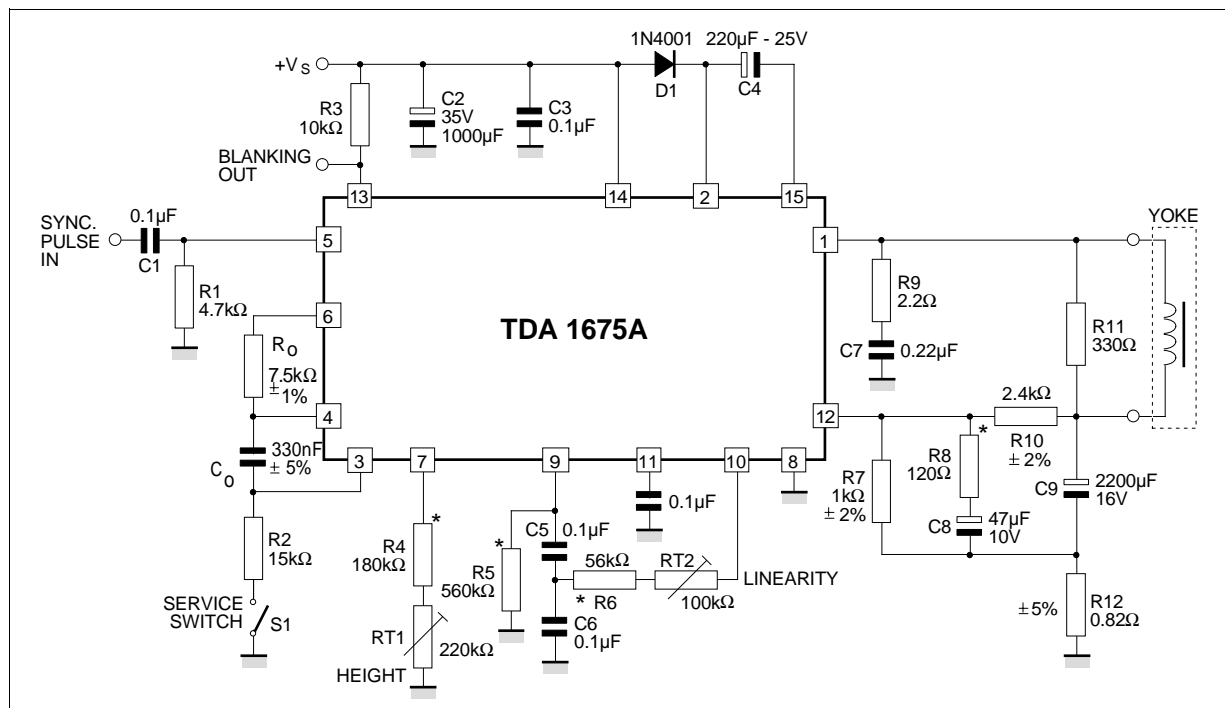 1N4001
220µF - 25V
+VS
D1
C4
R3
10kΩ
C2
35V
1000µF
C3
0.1µF
BLANKING
OUT
13
14
2
15
SYNC.
PULSE
IN
0.1µF
C1
5
1
YOKE
R1
4.7kΩ
R9
2.2Ω
6
TDA 1675A
R11
330Ω
Ro
7.5kΩ
±1%
C7
0.22µF
2.4kΩ
4
12
R10
±2%
330nF
±5%
Co
3
7
9
11
10
8
*
R8
120Ω
R7
1kΩ
±2%
C9
2200µF
16V
C8
47µF
10V
0.1µF
R2
15kΩ
*
R4
180kΩ
*
R5
560kΩ
C5
0.1µF
56kΩ
*
R6
RT2
100kΩ
LINEARITY
SERVICE
SWITCH
S1
RT1
220kΩ
HEIGHT
C6
0.1µF
±5%
R12
0.82Ω